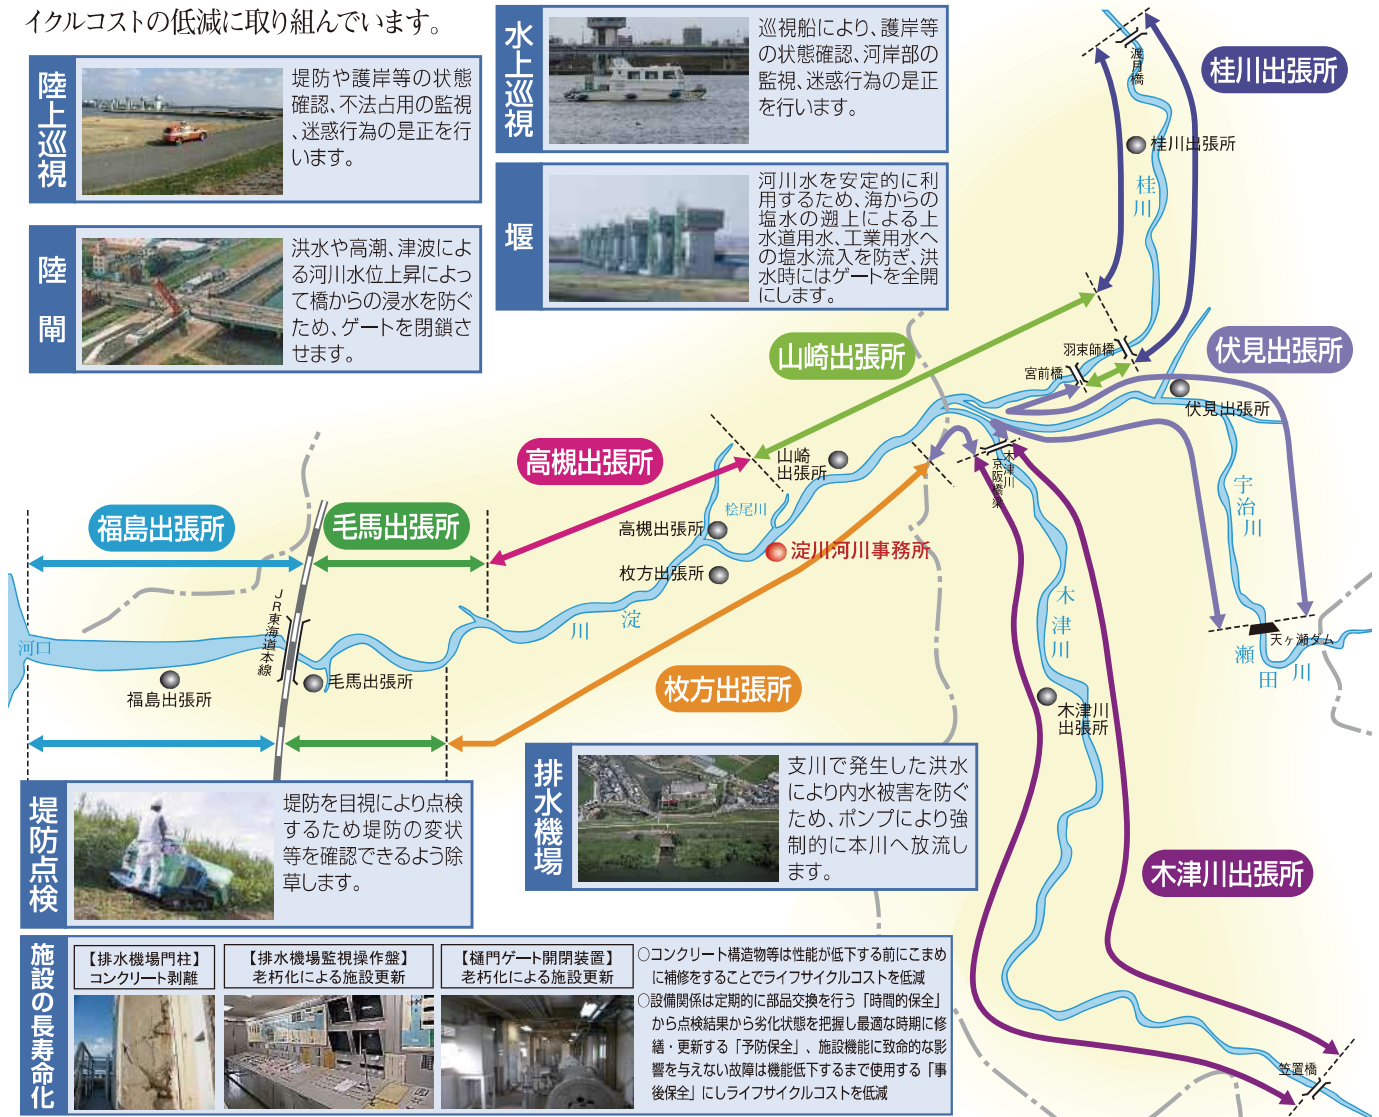 イクルコストの低減に取り組んでいます。
陸上巡視
堤防や護岸等の状態
確認、不法占用の監視
、迷惑行為の是正を行
います。
水上巡視
巡視船により、護岸等
の状態確認、河岸部の
監視、迷惑行為の是正
を行います。
陸閘
洪水や高潮、津波によ
る河川水位上昇によっ
て橋からの浸水を防ぐ
ため、ゲートを閉鎖さ
せます。
堰
河川水を安定的に利
用するため、海からの
塩水の遡上による上
水道用水、工業用水へ
の塩水流入を防ぎ、洪
水時にはゲートを全開
にします。
桂川出張所
渡月橋
桂川出張所
桂川
山崎出張所
羽束師橋
宮前橋
伏見出張所
伏見出張所
高槻出張所
山崎
出張所
木津川
京阪橋梁
宇治川
福島出張所
毛馬出張所
桧尾川
高槻出張所
淀川河川事務所
枚方出張所
JR東海道本線
淀
川
木津川
河口
天ヶ瀬ダム
瀬田川
福島出張所
毛馬出張所
枚方出張所
木津川
出張所
木津川出張所
笠置橋
堤防点検
堤防を目視により点検
するため堤防の変状
等を確認できるよう除
草します。
排水機場
支川で発生した洪水
により内水被害を防ぐ
ため、ポンプにより強
制的に本川へ放流し
ます。
施設の長寿命化
【排水機場門柱】
コンクリート剥離
【排水機場監視操作盤】
老朽化による施設更新
【樋門ゲート開閉装置】
老朽化による施設更新
○コンクリート構造物等は性能が低下する前にこまめ
に補修をすることでライフサイクルコストを低減
○設備関係は定期的に部品交換を行う「時間的保全」
から点検結果から劣化状態を把握し最適な時期に修
繕・更新する「予防保全」、施設機能に致命的な影
響を与えない故障は機能低下するまで使用する「事
後保全」にしライフサイクルコストを低減